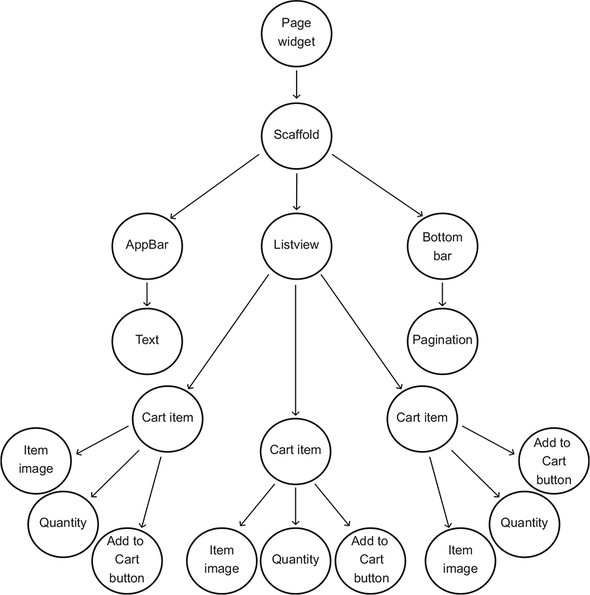 Page
widget
Scaffold
AppBar
Listview
Bottom
bar
Text
Pagination
Cart item
Cart item
Cart item
Item
image
Quantity
Add to
Cart
button
Item
image
Quantity
Add to
Cart
button
Item
image
Quantity
Add to
Cart
button